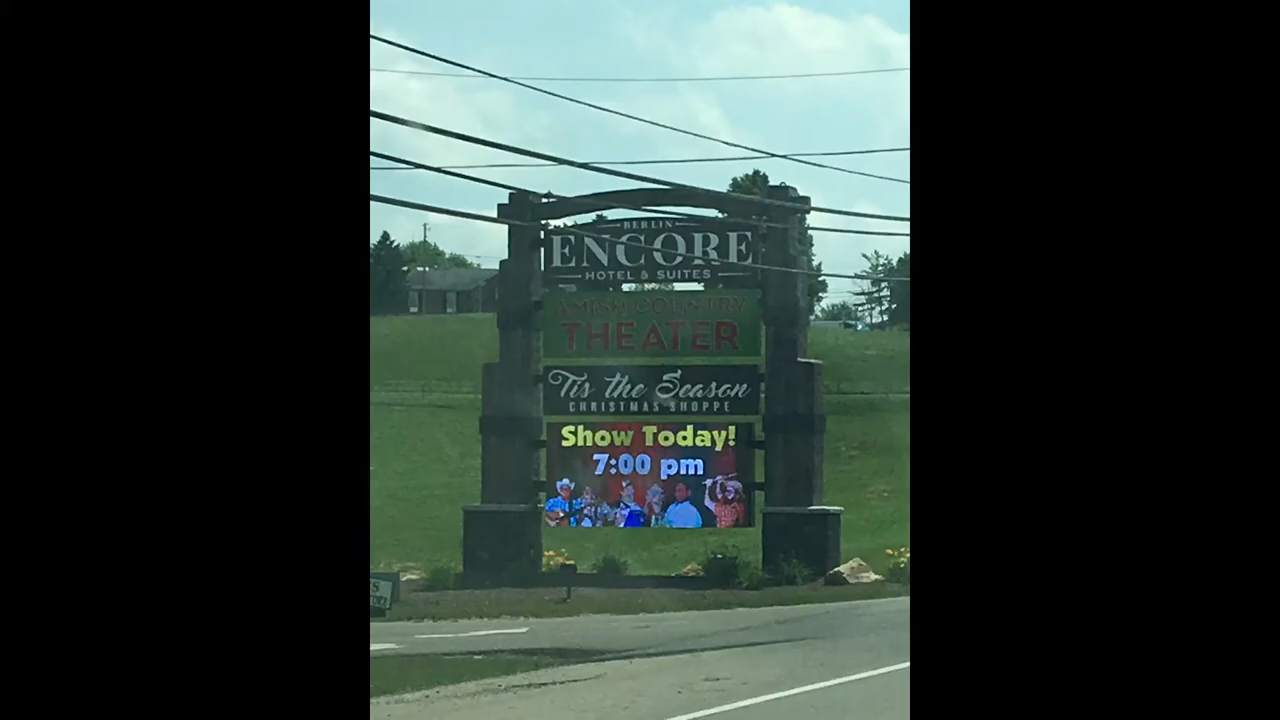 BERLIN
ENCORE
HOTEL & SUITES
AMISH COUNTRY
THEATER
'Tis the Season
CHRISTMAS SHOPPE
Show Today!
7:00 pm